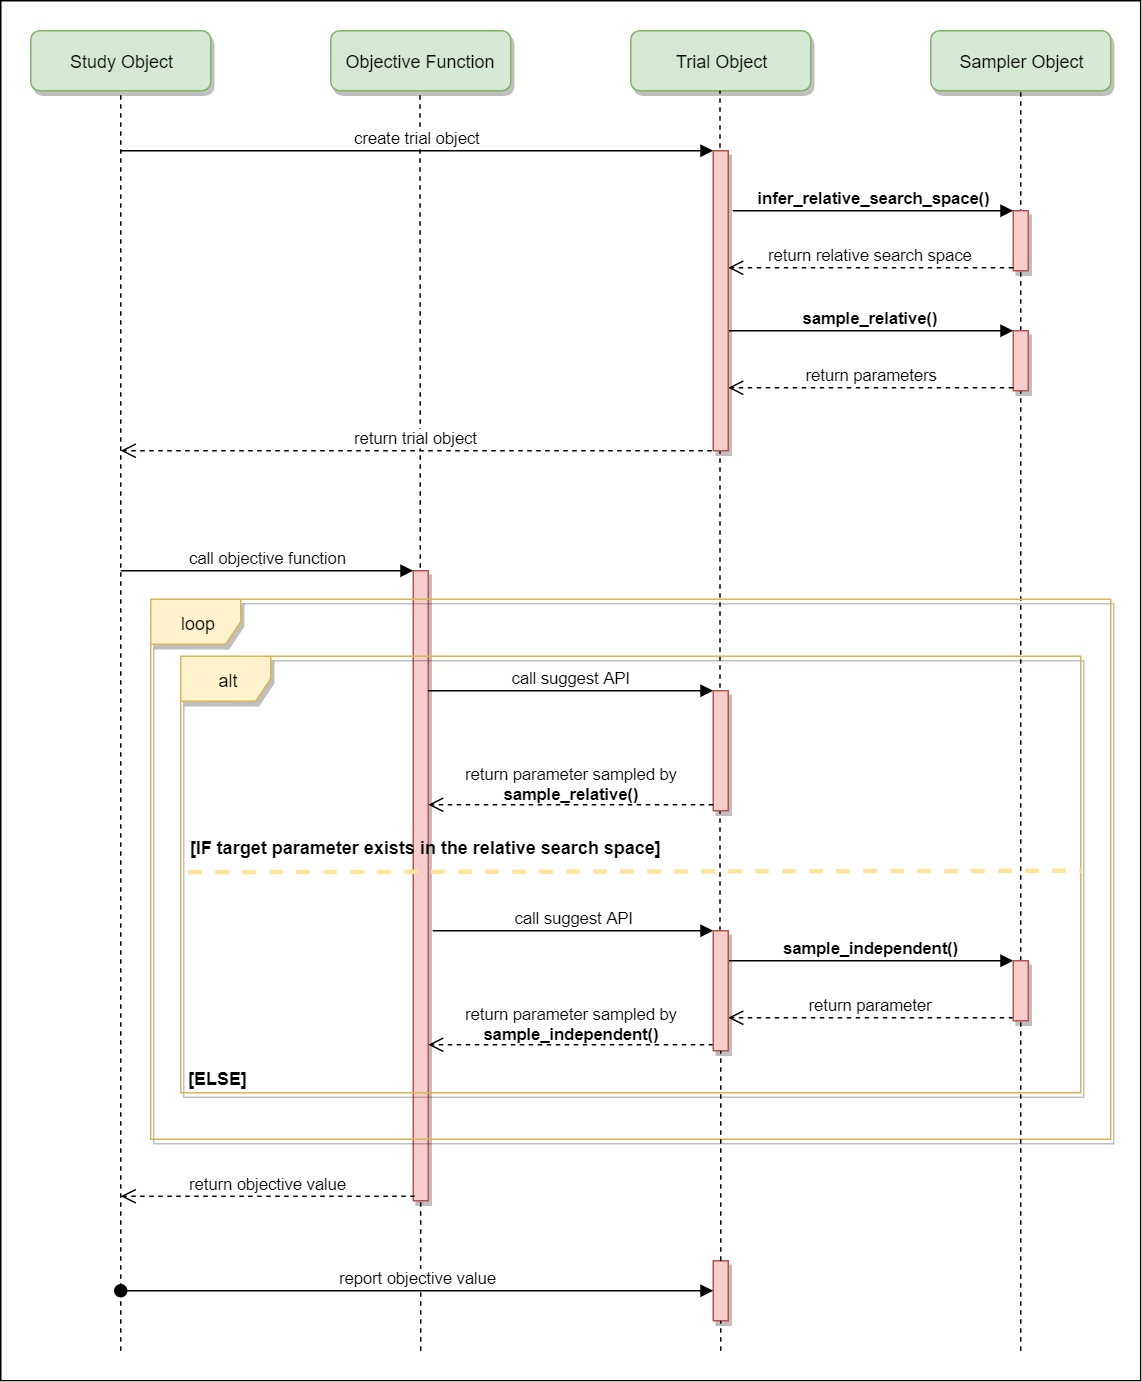 Study Object
Objective Function
Trial Object
Sampler Object
create trial object
infer_relative_search_space()
return relative search space
sample_relative()
return parameters
return trial object
call objective function
loop
alt
call suggest API
return parameter sampled by
sample_relative()
[IF target parameter exists in the relative search space]
call suggest API
sample_independent()
return parameter
return parameter sampled by
sample_independent()
[ELSE]
return objective value
report objective value